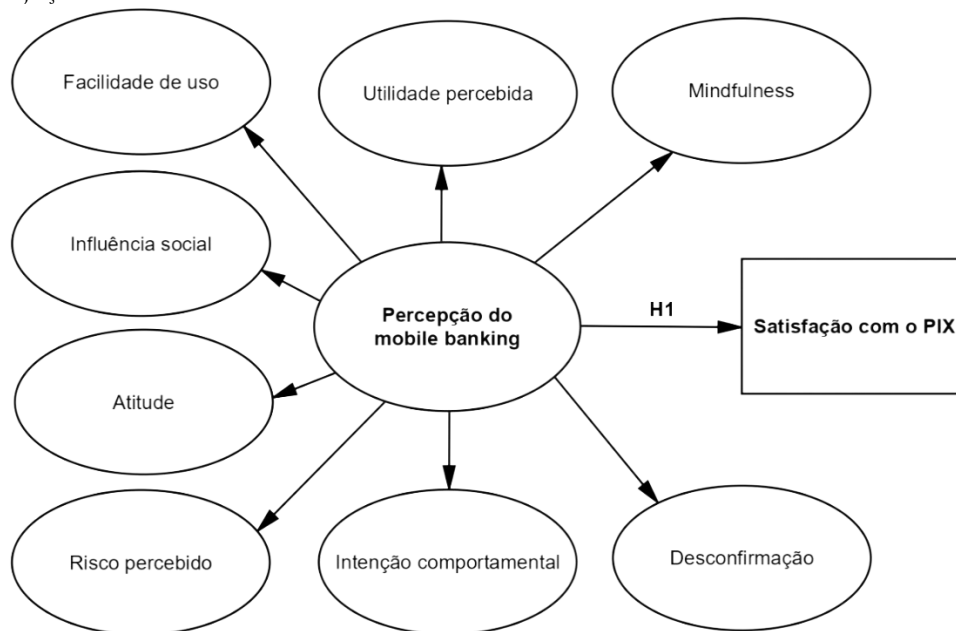 Facilidade de uso
Utilidade percebida
Mindfulness
Influência social
Percepção do
mobile banking
H1
Satisfação com o PIX
Atitude
Risco percebido
Intenção comportamental
Desconfirmação